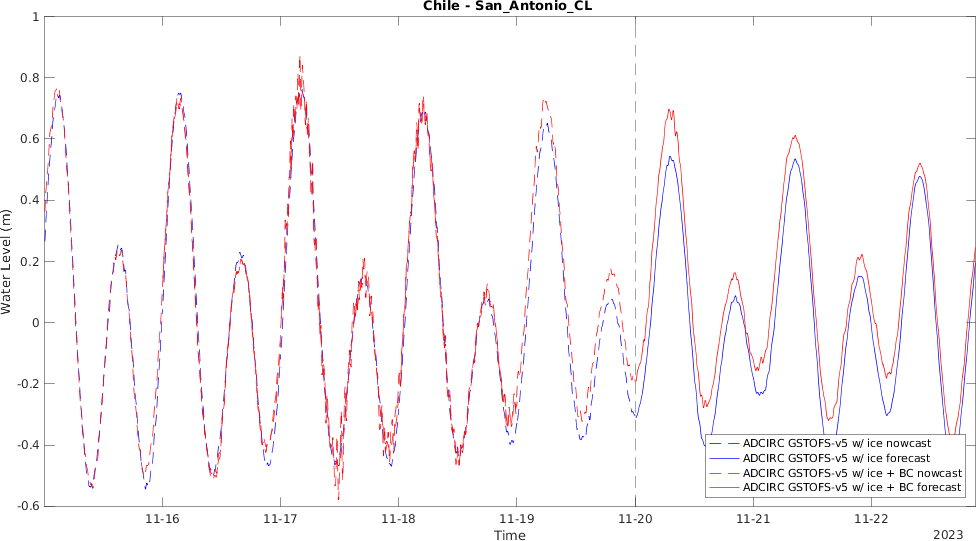 Chile - San_Antonio_CL
1
0.8
0.6
0.4
0.2
0
-0.2
-0.4
-0.6
Water Level (m)
11-16
11-17
11-18
11-19
11-20
11-21
11-22
Time
2023
ADCIRC GSTOFS-v5 w/ ice nowcast
ADCIRC GSTOFS-v5 w/ ice forecast
ADCIRC GSTOFS-v5 w/ ice + BC nowcast
ADCIRC GSTOFS-v5 w/ ice + BC forecast